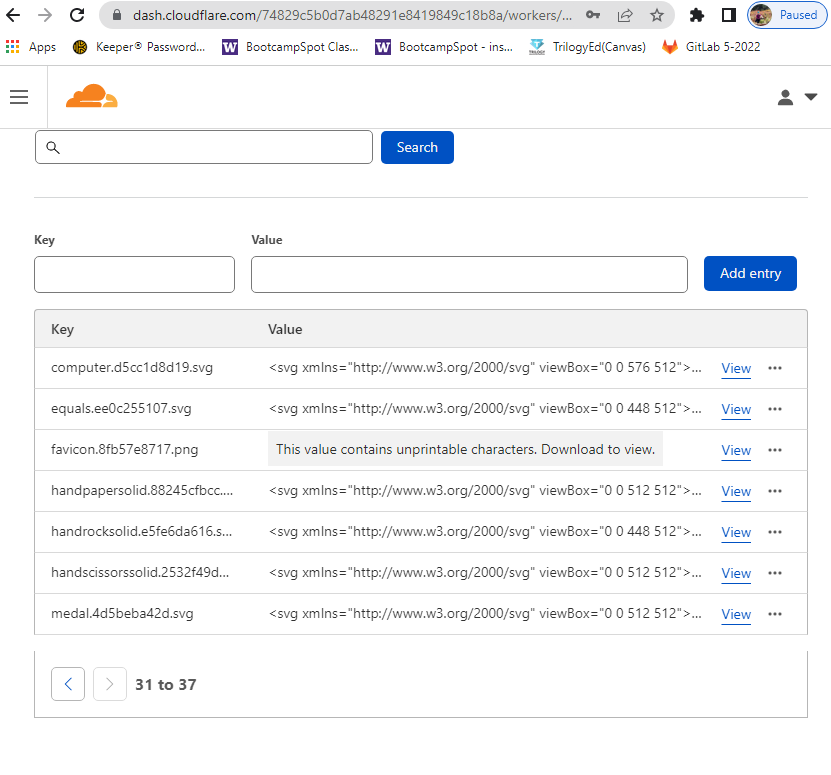 dash.cloudflare.com/74829c5b0d7ab48291e8419849c18b8a/workers/...
Paused
Apps
Keeper® Password...
BootcampSpot Clas...
BootcampSpot - ins...
TrilogyEd(Canvas)
GitLab 5-2022
Search
Key Value
Add entry
Key Value
computer.d5cc1d8d19.svg <svg xmlns="http://www.w3.org/2000/svg" viewBox="0 0 576 512">... View
equals.ee0c255107.svg <svg xmlns="http://www.w3.org/2000/svg" viewBox="0 0 448 512">... View
favicon.8fb57e8717.png This value contains unprintable characters. Download to view. View
handpapersolid.88245cfbcc.... <svg xmlns="http://www.w3.org/2000/svg" viewBox="0 0 512 512">... View
handrocksolid.e5fe6da616.s... <svg xmlns="http://www.w3.org/2000/svg" viewBox="0 0 448 512">... View
handscissorssolid.2532f49d... <svg xmlns="http://www.w3.org/2000/svg" viewBox="0 0 512 512">... View
medal.4d5beba42d.svg <svg xmlns="http://www.w3.org/2000/svg" viewBox="0 0 512 512">... View
31 to 37